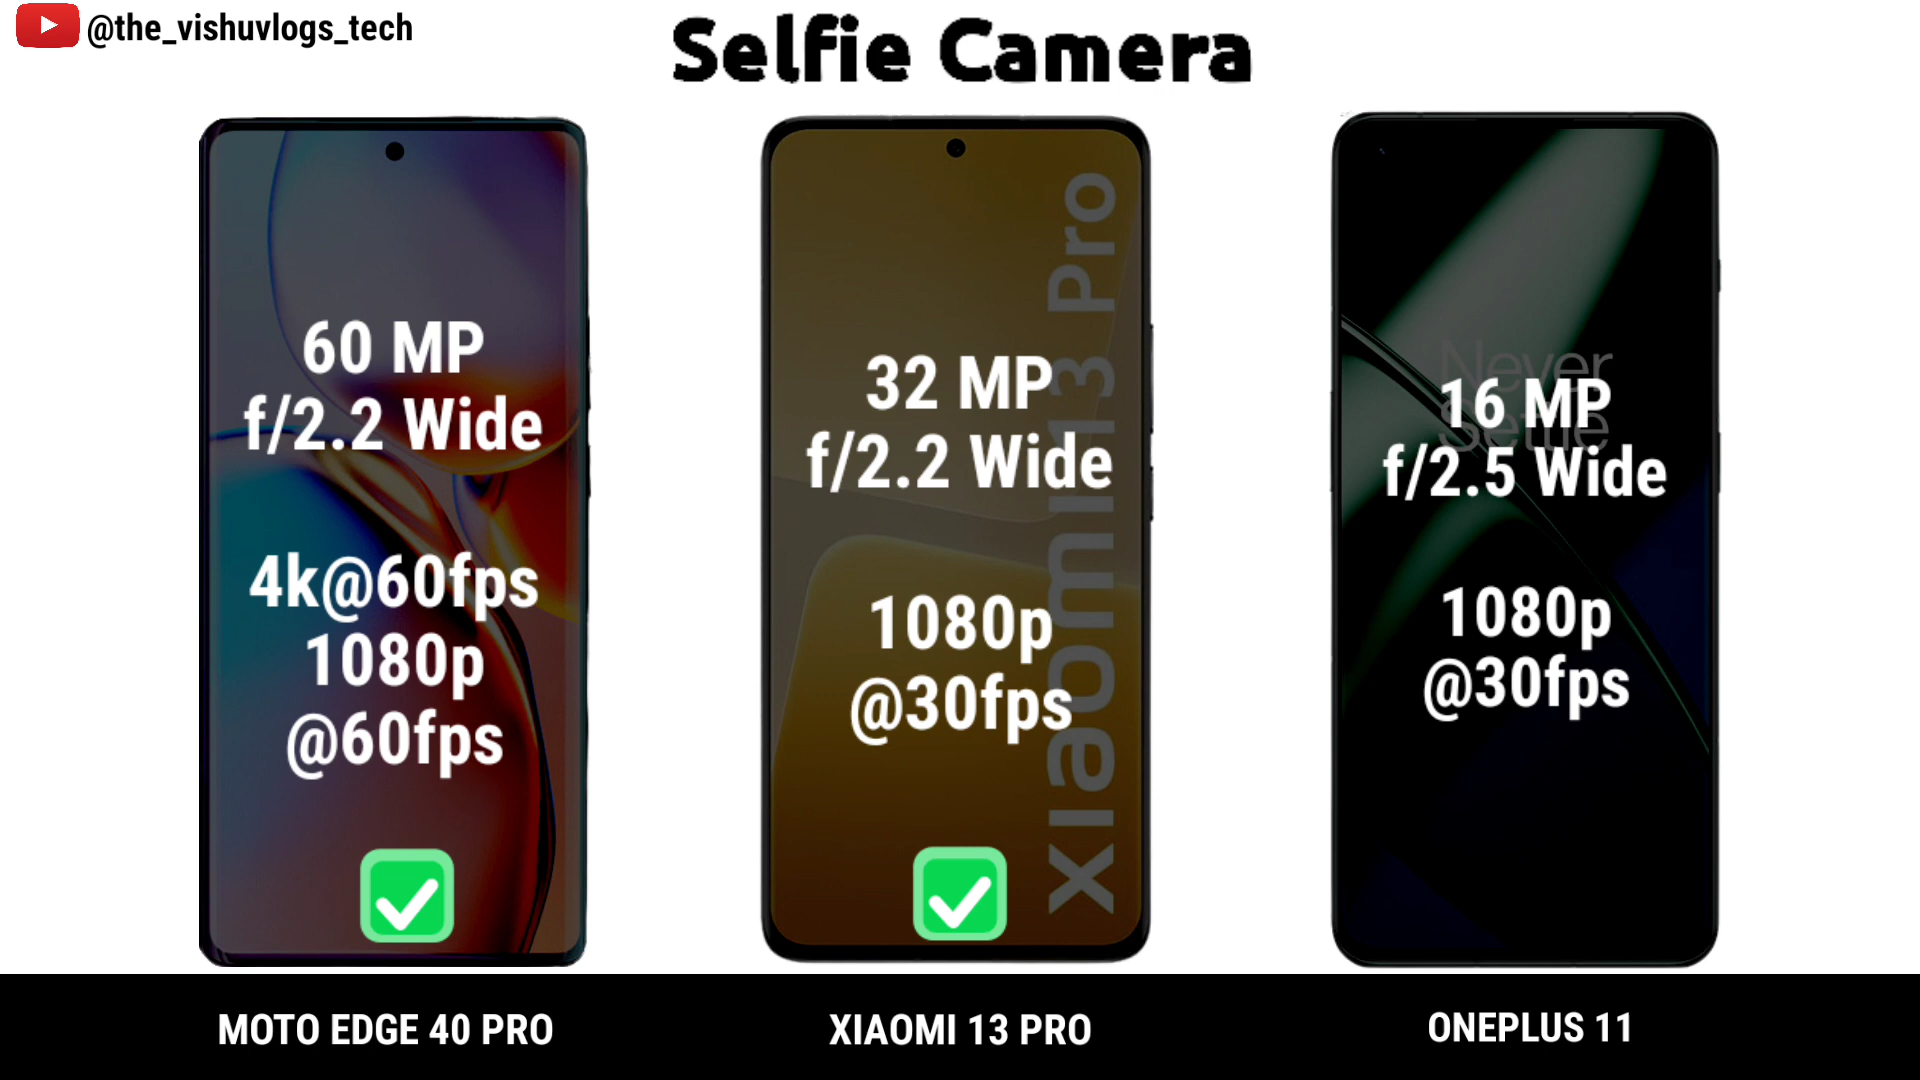 @the_vishuvlogs_tech
Selfie Camera
60 MP
f/2.2 Wide
4k@60fps
1080p
@60fps
32 MP
f/2.2 Wide
1080p
@30fps
Xiaomi 13 Pro
Never
Settle
16 MP
f/2.5 Wide
1080p
@30fps
MOTO EDGE 40 PRO
XIAOMI 13 PRO
ONEPLUS 11